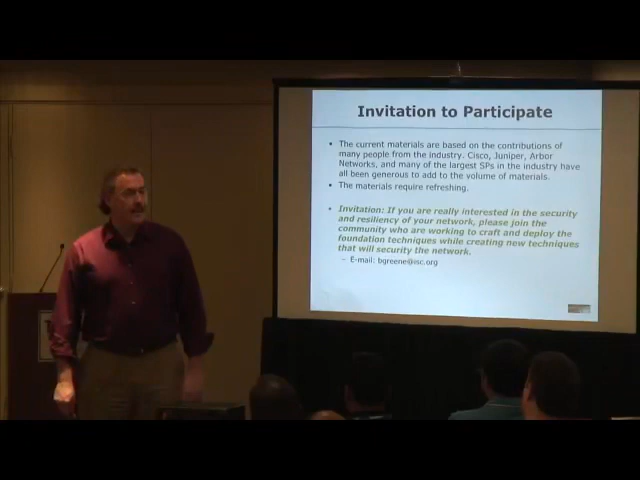 Invitation to Participate
• The current materials are based on the contributions of
many people from the industry. Cisco, Juniper, Arbor
Networks, and many of the largest SPs in the industry have
all been generous to add to the volume of materials.
• The materials require refreshing.
• Invitation: If you are really interested in the security
and resiliency of your network, please join the
community who are working to craft and deploy the
foundation techniques while creating new techniques
that will security the network.
– E-mail: bgreene@isc.org